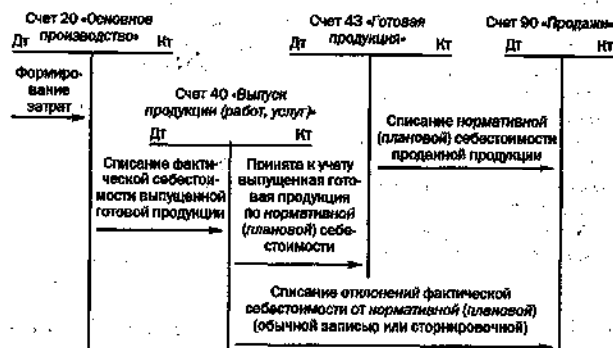 Счет 20 «Основное
производство»
Дт Кт
Счет 43 «Готовая
продукция»
Дт Кт
Счет 90 «Продажи»
Дт Кт
Формиро-
вание
затрат
Счет 40 «Выпуск
продукции (работ, услуг)»
Дт Кт
Списание факти-
ческой себестои-
мости выпущенной
готовой продукции
Принята к учету
выпущенная гото-
вая продукция
по нормативной
(плановой) себе-
стоимости
Списание нормативной
(плановой) себестоимости
проданной продукции
Списание отклонений фактической
себестоимости от нормативной (плановой)
(обычной записью или сторнировочной)